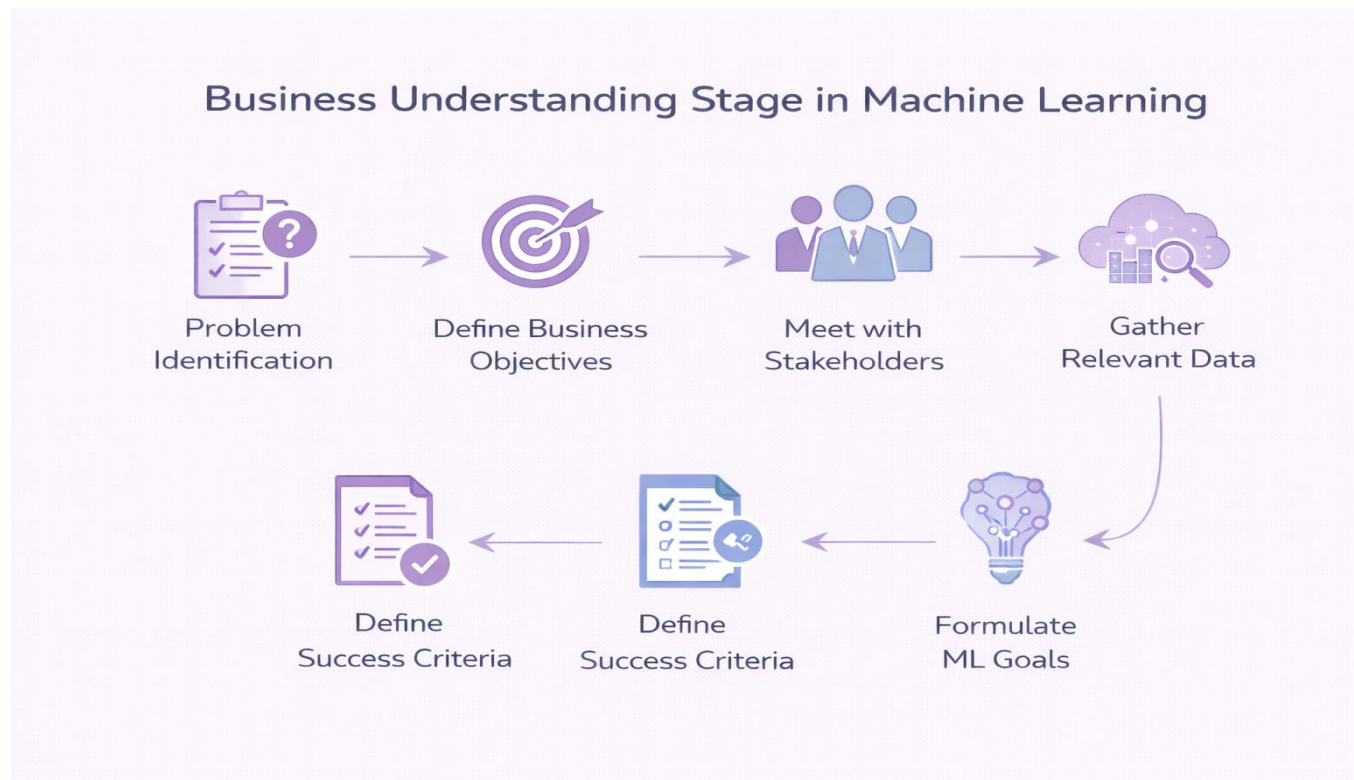 Business Understanding Stage in Machine Learning
Problem
Identification
Define Business
Objectives
Meet with
Stakeholders
Gather
Relevant Data
Formulate
ML Goals
Define
Success Criteria
Define
Success Criteria